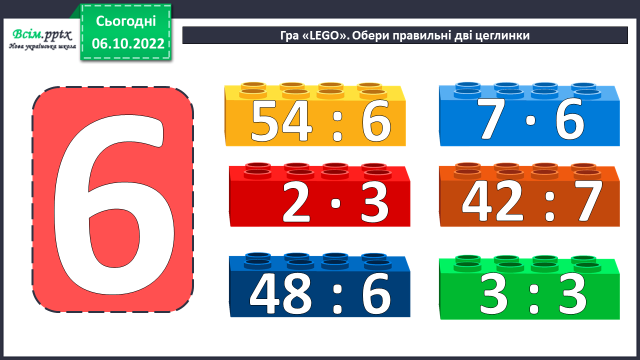 Всім.pptx
Нова українська школа
Сьогодні
06.10.2022
Гра «LEGO». Обери правильні дві цеглинки
6
54 : 6
7 · 6
2 · 3
42 : 7
48 : 6
3 : 3